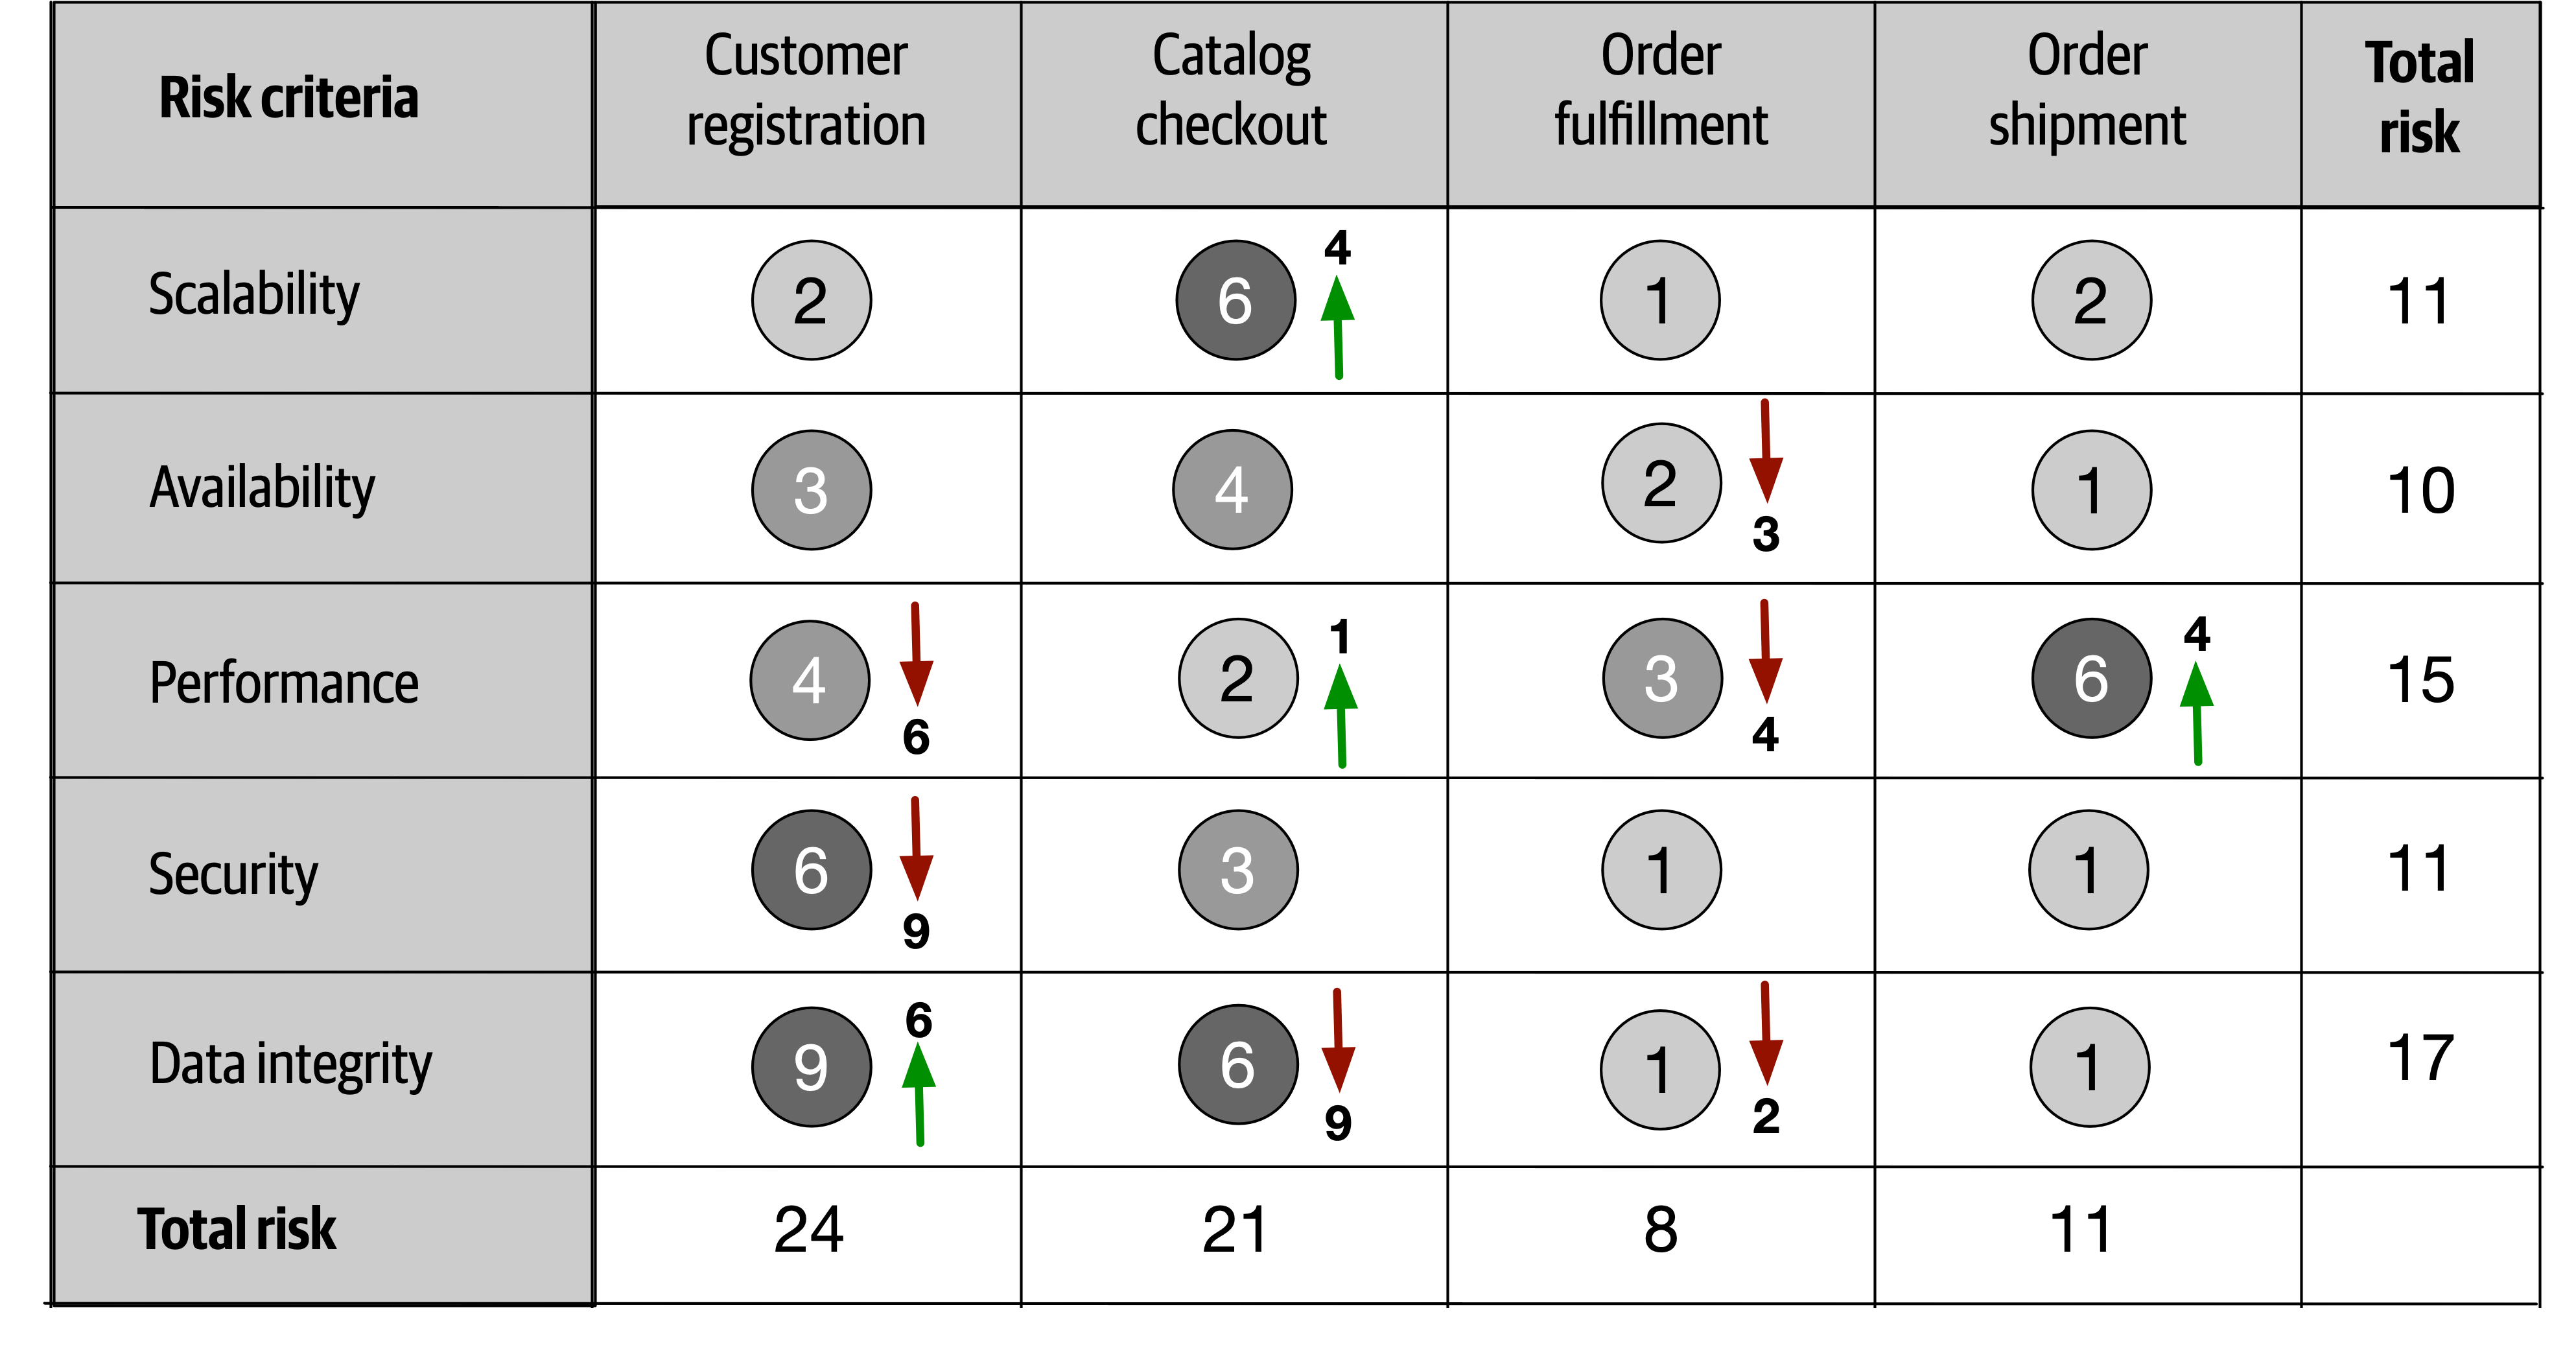 Risk criteria
Customer
registration
Catalog
checkout
Order
fulfillment
Order
shipment
Total
risk
Scalability
2
6
4
1
2
11
Availability
3
4
2
3
1
10
Performance
4
6
2
1
3
4
6
4
15
Security
6
9
3
1
1
11
Data integrity
9
6
6
9
1
2
1
17
Total risk
24
21
8
11